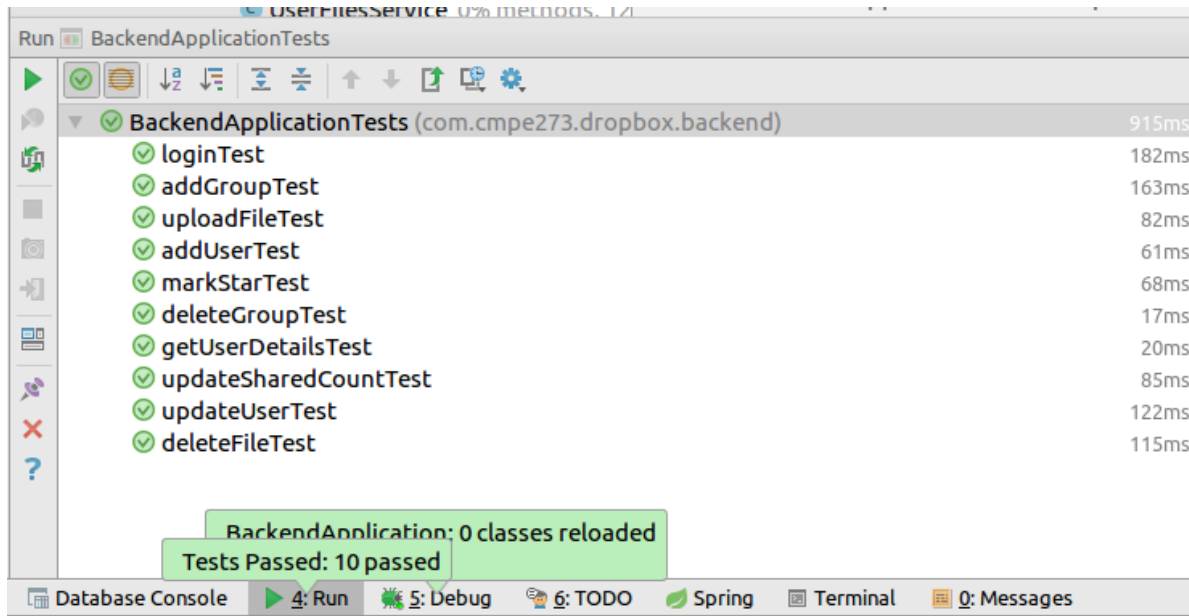 UserFilesService 0% methods, 12
Run BackendApplicationTests
BackendApplicationTests (com.cmpe273.dropbox.backend) 915ms
loginTest 182ms
addGroupTest 163ms
uploadFileTest 82ms
addUserTest 61ms
markStarTest 68ms
deleteGroupTest 17ms
getUserDetailsTest 20ms
updateSharedCountTest 85ms
updateUserTest 122ms
deleteFileTest 115ms
BackendApplication: 0 classes reloaded
Tests Passed: 10 passed
Database Console 4: Run 5: Debug 6: TODO Spring Terminal 0: Messages